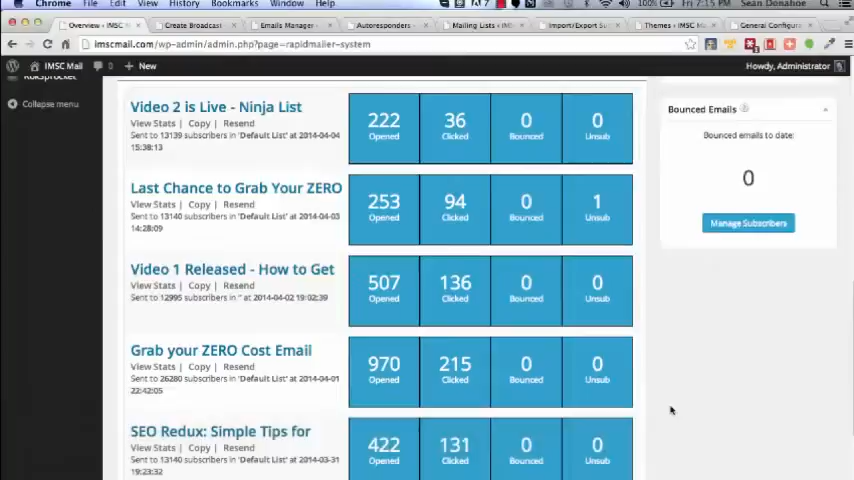 Chrome File Edit View History Bookmarks Window Help 7 100% Fri 7:15 PM Sean Donahoe
Overview ‹ IMSC Create Broadcast Emails Manager Autoresponders Mailing Lists ‹ IMSC Import/Export Su Themes ‹ IMSC Ma General Configura
imscmail.com/wp-admin/admin.php?page=rapidmailer-system
IMSC Mail 0 New Howdy, Administrator
RokSprocket
Collapse menu
Video 2 is Live - Ninja List
View Stats | Copy | Resend
Sent to 13139 subscribers in 'Default List' at 2014-04-04
15:38:13
222 36 0 0
Opened Clicked Bounced Unsub
Last Chance to Grab Your ZERO
View Stats | Copy | Resend
Sent to 13140 subscribers in 'Default List' at 2014-04-03
14:28:09
253 94 0 1
Opened Clicked Bounced Unsub
Video 1 Released - How to Get
View Stats | Copy | Resend
Sent to 12995 subscribers in '' at 2014-04-02 19:02:39
507 136 0 0
Opened Clicked Bounced Unsub
Grab your ZERO Cost Email
View Stats | Copy | Resend
Sent to 26280 subscribers in 'Default List' at 2014-04-01
22:42:05
970 215 0 0
Opened Clicked Bounced Unsub
SEO Redux: Simple Tips for
View Stats | Copy | Resend
Sent to 13140 subscribers in 'Default List' at 2014-03-31
19:23:32
422 131 0 0
Opened Clicked Bounced Unsub
Bounced Emails
Bounced emails to date:
0
Manage Subscribers